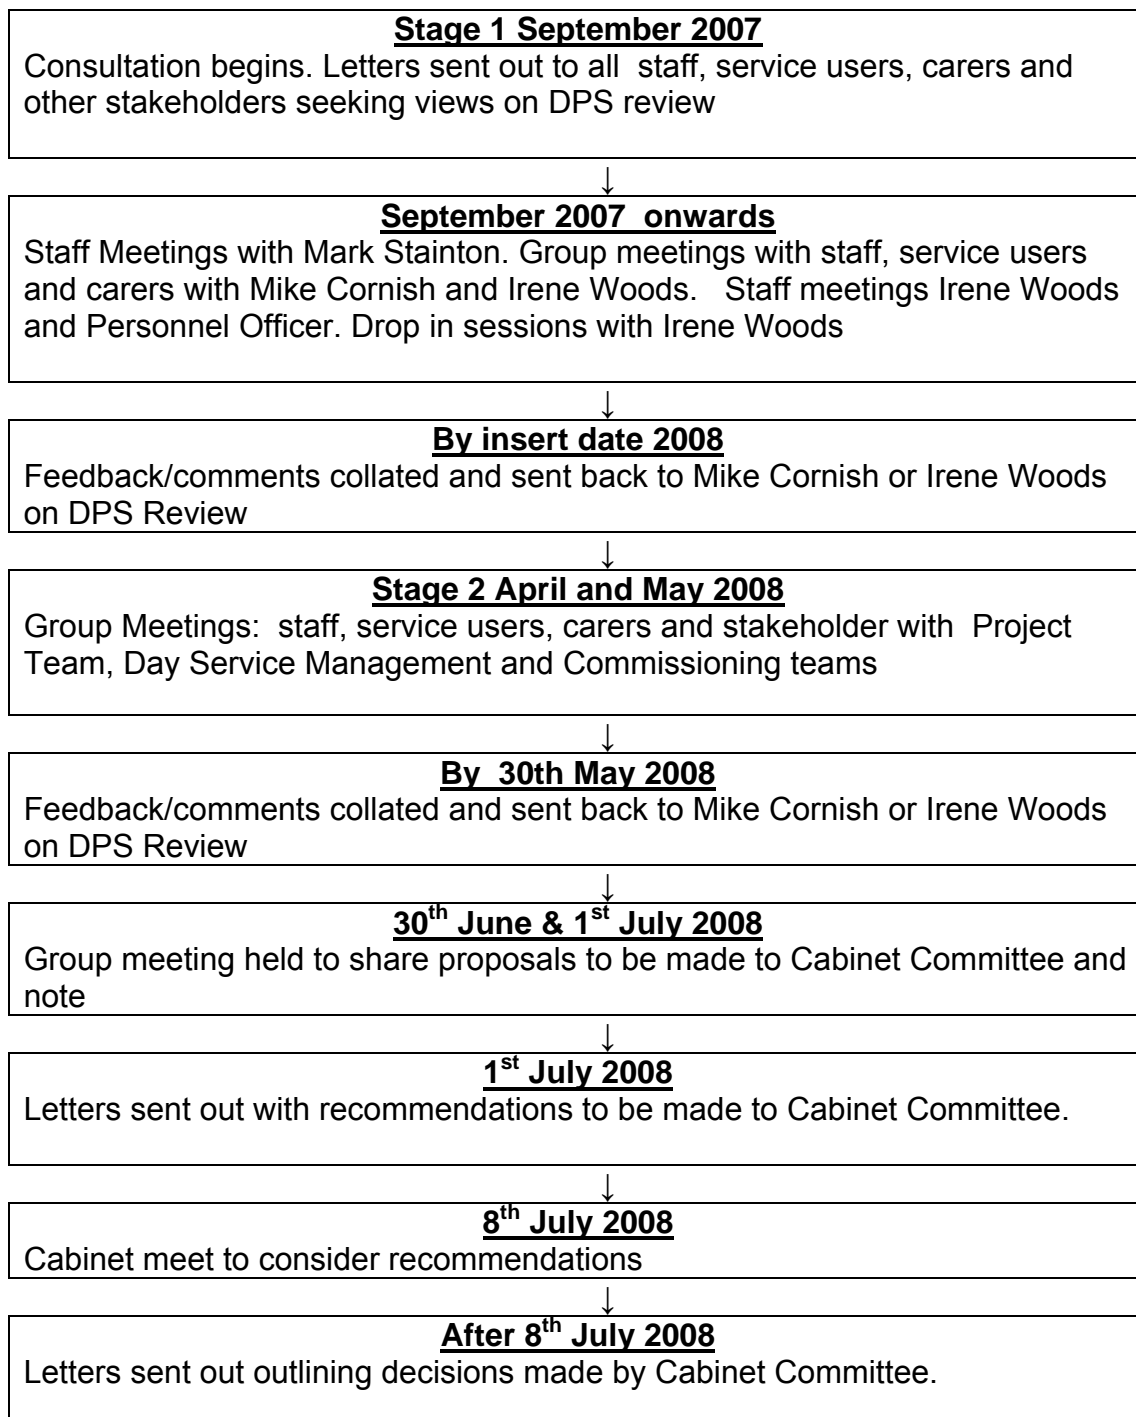 Stage 1 September 2007
Consultation begins. Letters sent out to all staff, service users, carers and
other stakeholders seeking views on DPS review
↓
September 2007 onwards
Staff Meetings with Mark Stainton. Group meetings with staff, service users
and carers with Mike Cornish and Irene Woods. Staff meetings Irene Woods
and Personnel Officer. Drop in sessions with Irene Woods
↓
By insert date 2008
Feedback/comments collated and sent back to Mike Cornish or Irene Woods
on DPS Review
↓
Stage 2 April and May 2008
Group Meetings: staff, service users, carers and stakeholder with Project
Team, Day Service Management and Commissioning teams
↓
By 30th May 2008
Feedback/comments collated and sent back to Mike Cornish or Irene Woods
on DPS Review
↓
30th June & 1st July 2008
Group meeting held to share proposals to be made to Cabinet Committee and
note
↓
1st July 2008
Letters sent out with recommendations to be made to Cabinet Committee.
↓
8th July 2008
Cabinet meet to consider recommendations
↓
After 8th July 2008
Letters sent out outlining decisions made by Cabinet Committee.